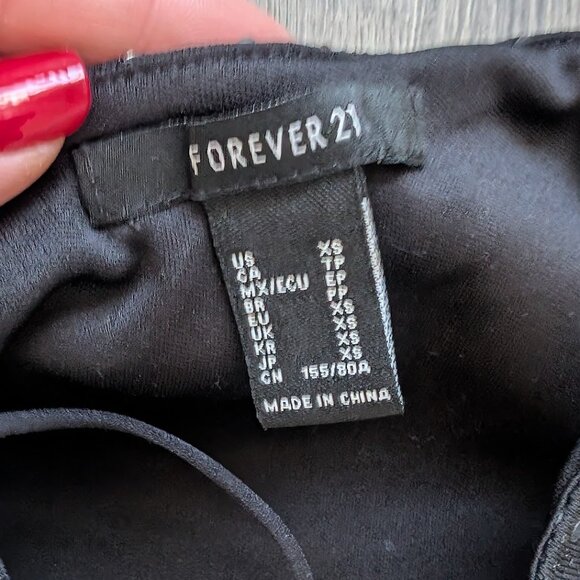 FOREVER 21
US XS
CA TP
MX/ECU EP
BR PP
EU XS
UK XS
KR XS
JP XS
CN 155/80A
MADE IN CHINA